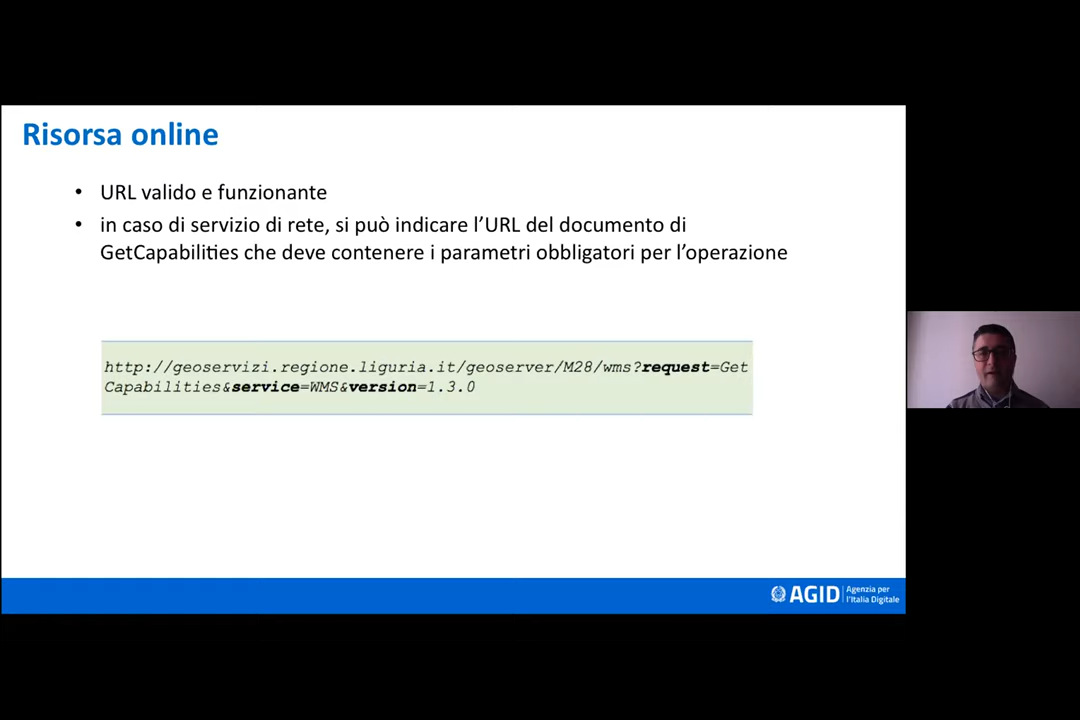 Risorsa online
• URL valido e funzionante
• in caso di servizio di rete, si può indicare l’URL del documento di
GetCapabilities che deve contenere i parametri obbligatori per l’operazione
http://geoservizi.regione.liguria.it/geoserver/M28/wms?request=Get
Capabilities&service=WMS&version=1.3.0
AGID
Agenzia per
l’Italia Digitale